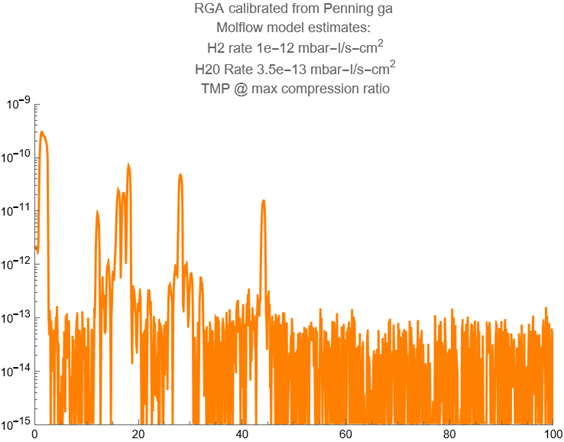 RGA calibrated from Penning ga
Molflow model estimates:
H2 rate 1e−12 mbar−l/s−cm²
H20 Rate 3.5e−13 mbar−l/s−cm²
TMP @ max compression ratio
10⁻⁹
10⁻¹⁰
10⁻¹¹
10⁻¹²
10⁻¹³
10⁻¹⁴
10⁻¹⁵
0 20 40 60 80 100